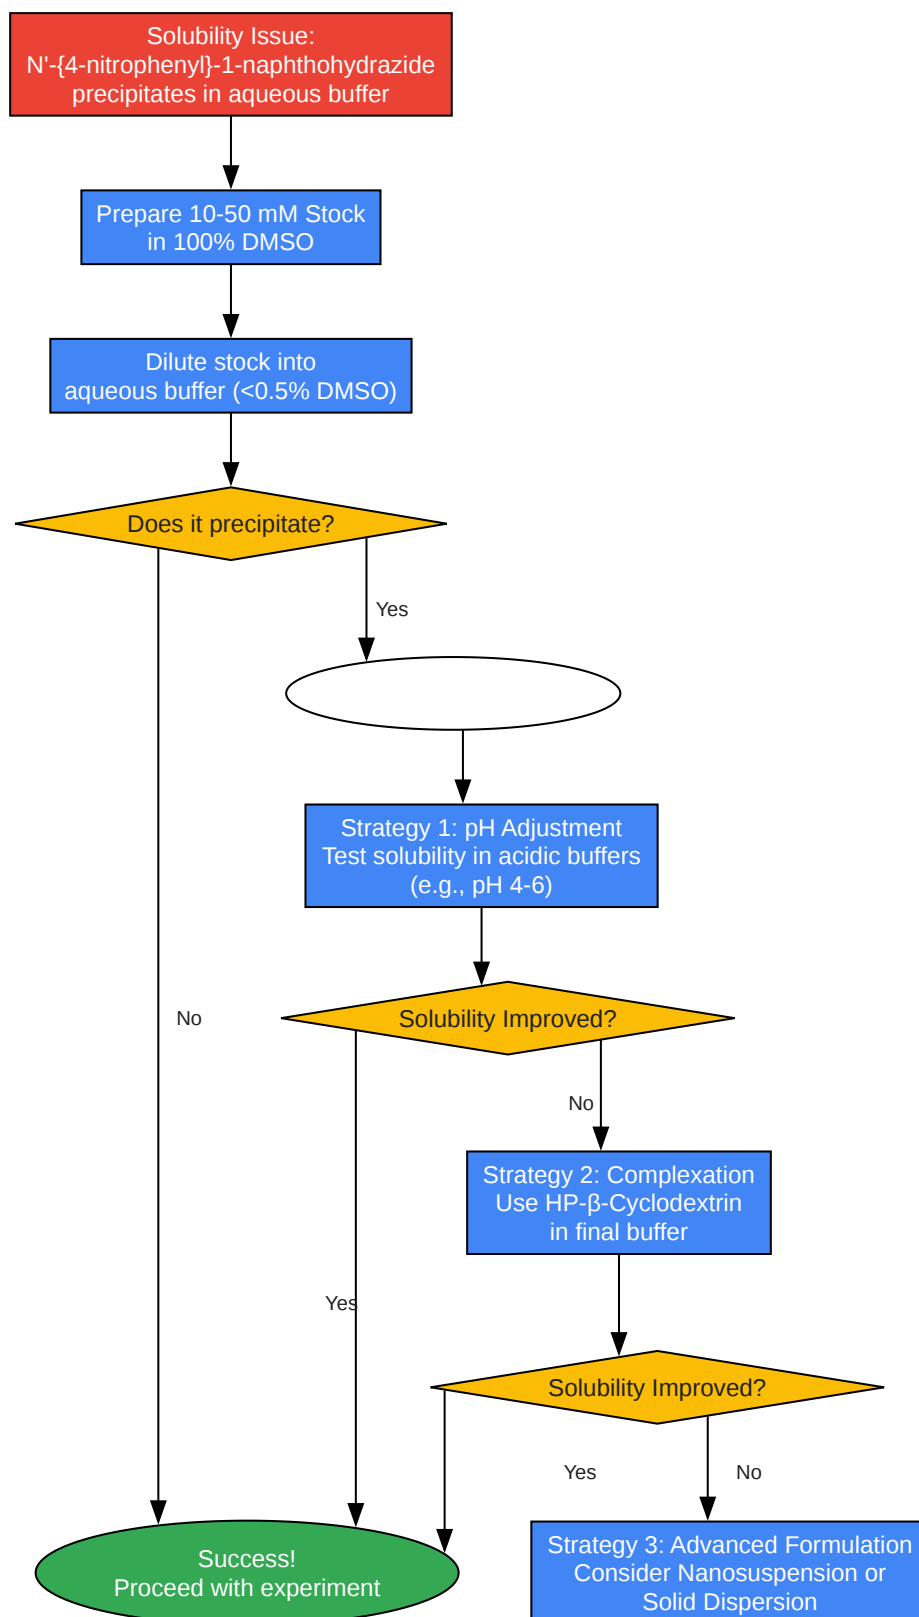 Solubility Issue:
N'-{4-nitrophenyl}-1-naphthohydrazide
precipitates in aqueous buffer
Prepare 10-50 mM Stock
in 100% DMSO
Dilute stock into
aqueous buffer (<0.5% DMSO)
Does it precipitate?
Yes
Strategy 1: pH Adjustment
Test solubility in acidic buffers
(e.g., pH 4-6)
No
Solubility Improved?
No
Strategy 2: Complexation
Use HP-β-Cyclodextrin
in final buffer
Yes
Solubility Improved?
Yes
No
Success!
Proceed with experiment
Strategy 3: Advanced Formulation
Consider Nanosuspension or
Solid Dispersion